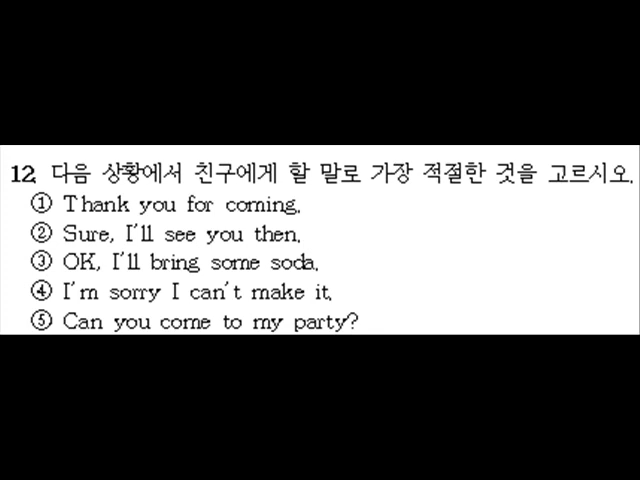 12. 다음 상황에서 친구에게 할 말로 가장 적절한 것을 고르시오.
① Thank you for coming.
② Sure, I'll see you then.
③ OK, I'll bring some soda.
④ I'm sorry I can't make it.
⑤ Can you come to my party?